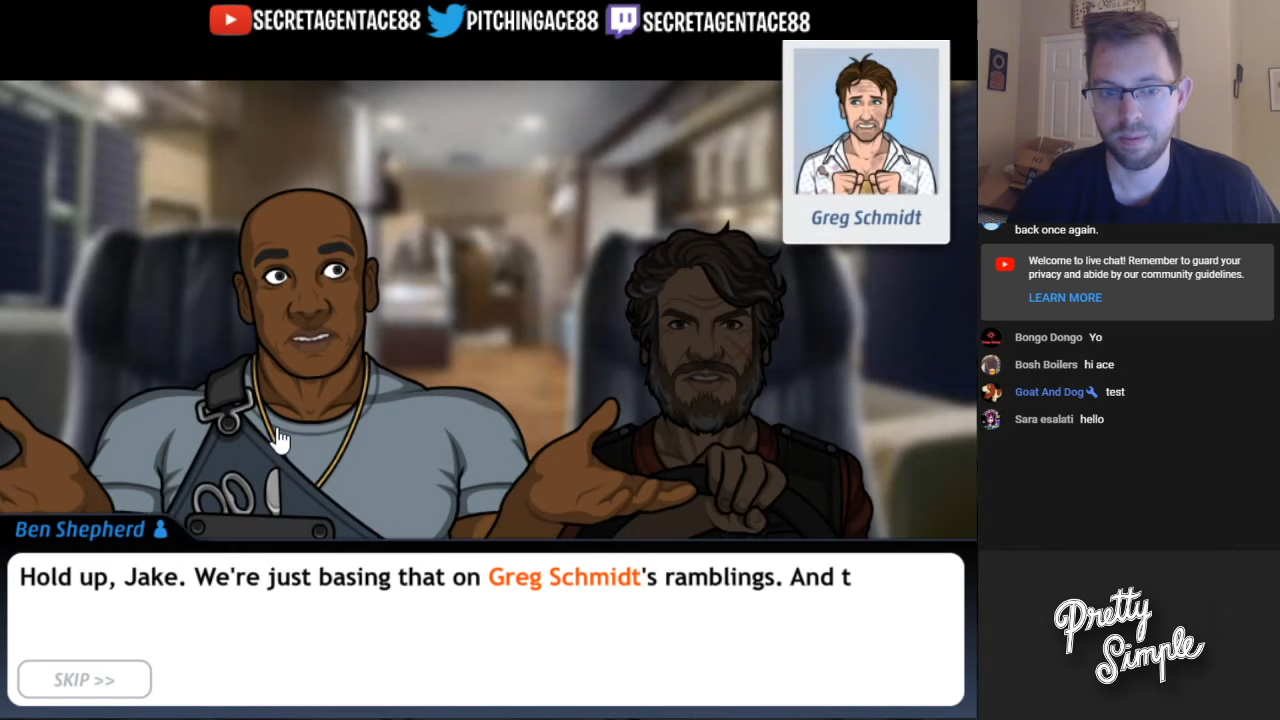 SECRETAGENTACE88 PITCHINGACE88 SECRETAGENTACE88
Greg Schmidt
back once again.
Welcome to live chat! Remember to guard your
privacy and abide by our community guidelines.
LEARN MORE
Bongo Dongo Yo
Bosh Boilers hi ace
Goat And Dog test
Sara esalati hello
Ben Shepherd
Hold up, Jake. We're just basing that on Greg Schmidt's ramblings. And t
SKIP >>
Pretty
Simple